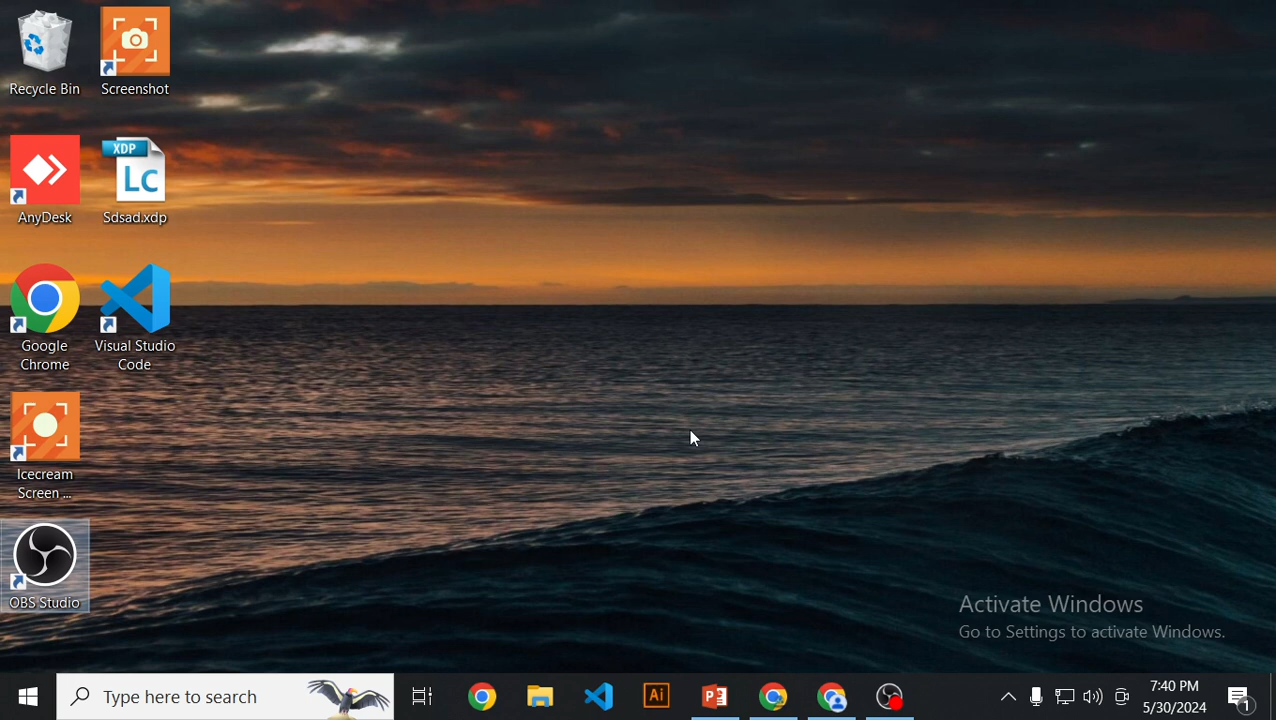 Recycle Bin
Screenshot
AnyDesk
XDP
Lc
Sdsad.xdp
Google
Chrome
Visual Studio
Code
Icecream
Screen ...
OBS Studio
Activate Windows
Go to Settings to activate Windows.
Type here to search
Ai
P
7:40 PM
5/30/2024
1